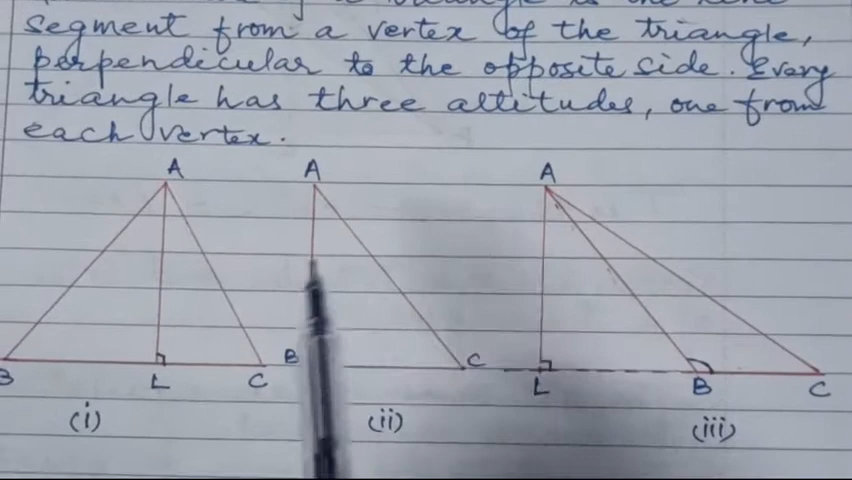 segment from a vertex of the triangle,
perpendicular to the opposite side. Every
triangle has three altitudes, one from
each vertex.
A A A
B L C B C L B C
(i) (ii) (iii)